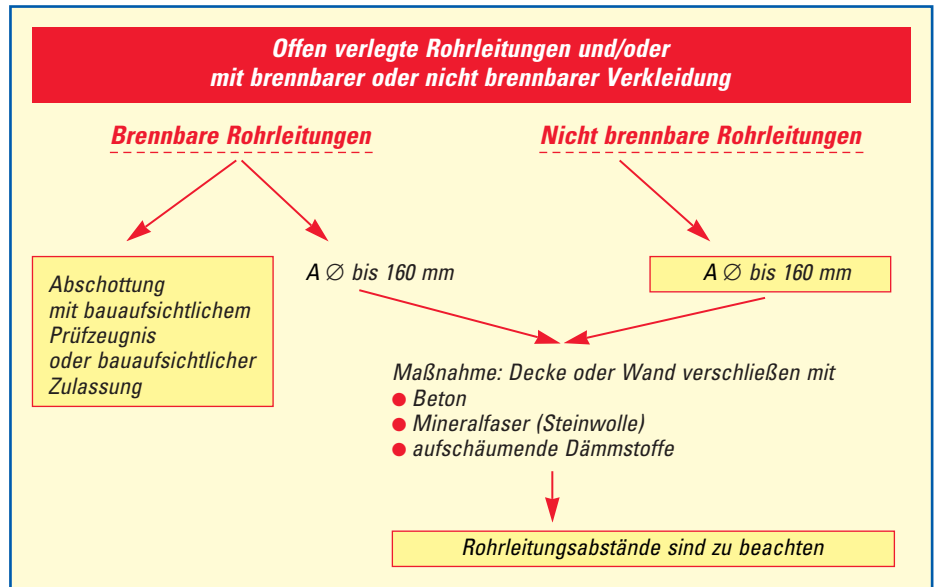 Offen verlegte Rohrleitungen und/oder
mit brennbarer oder nicht brennbarer Verkleidung
Brennbare Rohrleitungen
Nicht brennbare Rohrleitungen
Abschottung
mit bauaufsichtlichem
Prüfzeugnis
oder bauaufsichtlicher
Zulassung
A ∅ bis 160 mm
A ∅ bis 160 mm
Maßnahme: Decke oder Wand verschließen mit
● Beton
● Mineralfaser (Steinwolle)
● aufschäumende Dämmstoffe
Rohrleitungsabstände sind zu beachten